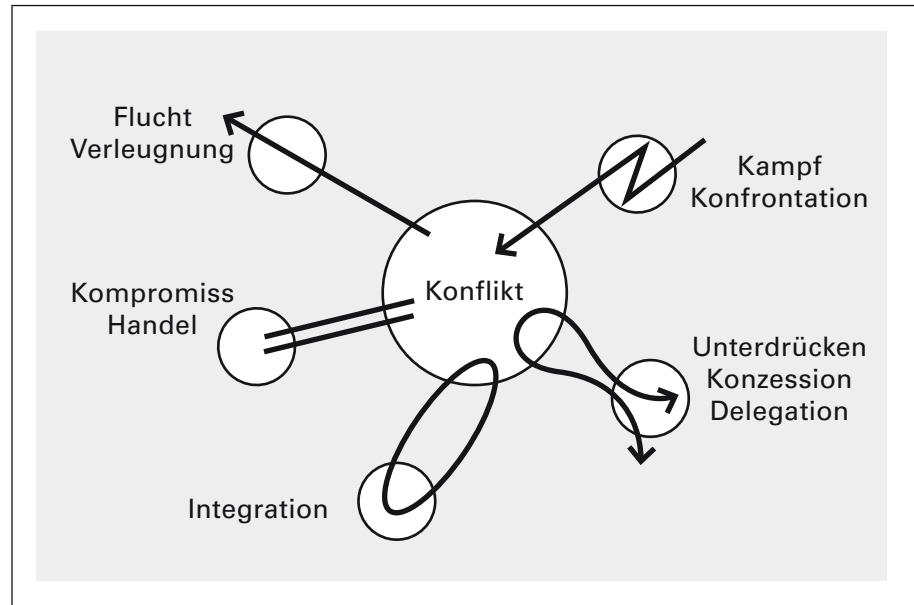 Flucht
Verleugnung
Kampf
Konfrontation
Konflikt
Kompromiss
Handel
Unterdrücken
Konzession
Delegation
Integration